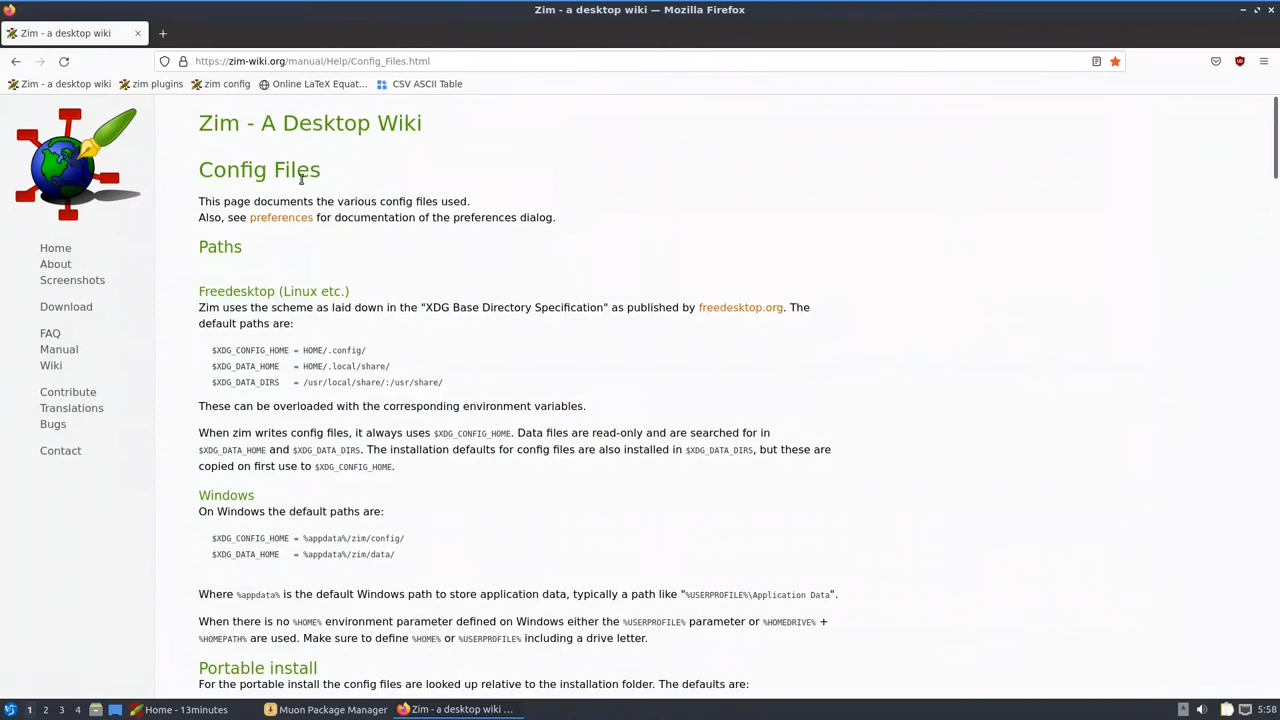 Zim - a desktop wiki — Mozilla Firefox
Zim - a desktop wiki
https://zim-wiki.org/manual/Help/Config_Files.html
Zim - a desktop wiki zim plugins zim config Online LaTeX Equat... CSV ASCII Table
Zim - A Desktop Wiki
Config Files
This page documents the various config files used.
Also, see preferences for documentation of the preferences dialog.
Paths
Home
About
Screenshots
Download
FAQ
Manual
Wiki
Contribute
Translations
Bugs
Contact
Freedesktop (Linux etc.)
Zim uses the scheme as laid down in the "XDG Base Directory Specification" as published by freedesktop.org. The
default paths are:
$XDG_CONFIG_HOME = HOME/.config/
$XDG_DATA_HOME = HOME/.local/share/
$XDG_DATA_DIRS = /usr/local/share/:/usr/share/
These can be overloaded with the corresponding environment variables.
When zim writes config files, it always uses $XDG_CONFIG_HOME. Data files are read-only and are searched for in
$XDG_DATA_HOME and $XDG_DATA_DIRS. The installation defaults for config files are also installed in $XDG_DATA_DIRS, but these are
copied on first use to $XDG_CONFIG_HOME.
Windows
On Windows the default paths are:
$XDG_CONFIG_HOME = %appdata%/zim/config/
$XDG_DATA_HOME = %appdata%/zim/data/
Where %appdata% is the default Windows path to store application data, typically a path like "%USERPROFILE%\Application Data".
When there is no %HOME% environment parameter defined on Windows either the %USERPROFILE% parameter or %HOMEDRIVE% +
%HOMEPATH% are used. Make sure to define %HOME% or %USERPROFILE% including a drive letter.
Portable install
For the portable install the config files are looked up relative to the installation folder. The defaults are:
1 2 3 4 Home - 13minutes Muon Package Manager Zim - a desktop wiki ... 5:58